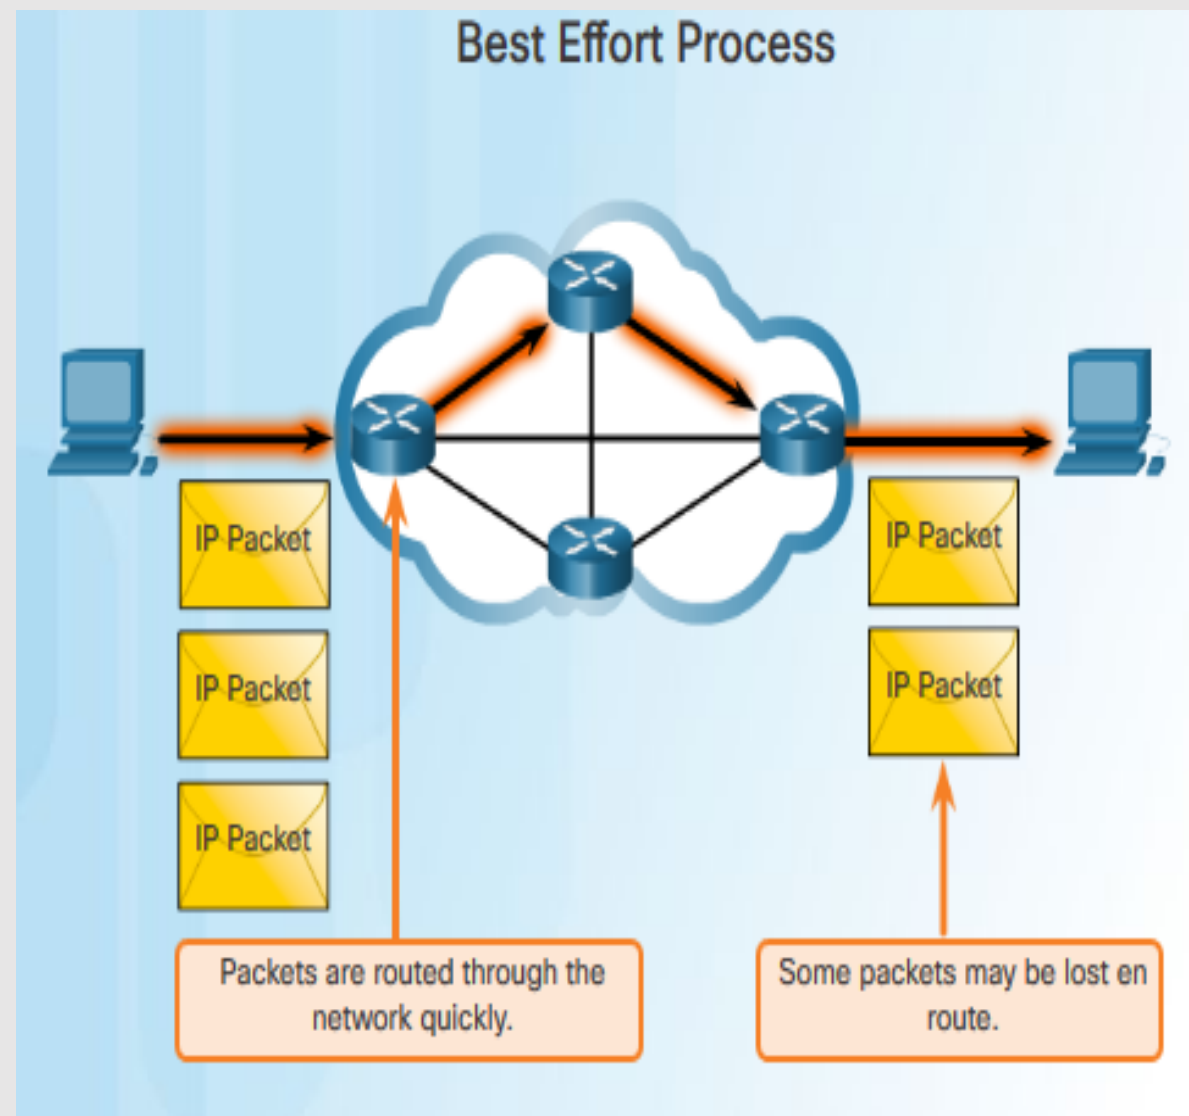 Best Effort Process
IP Packet
IP Packet
IP Packet
IP Packet
IP Packet
Packets are routed through the
network quickly.
Some packets may be lost en
route.